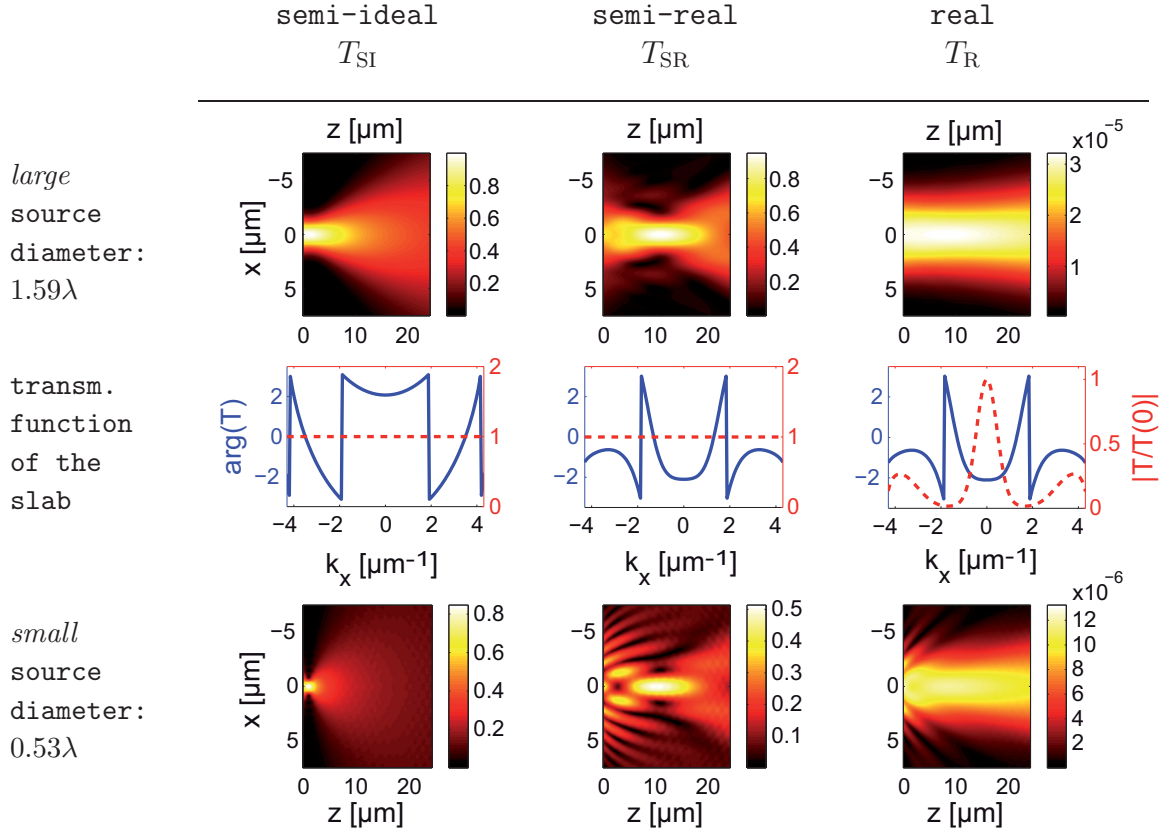 semi-ideal semi-real real
T_SI T_SR T_R
z [µm] z [µm] z [µm]
x10⁻⁵
large
source
diameter:
1.59λ
x [µm]
−5 0 5
0 10 20
0.8 0.6 0.4 0.2
−5 0 5
0 10 20
0.8 0.6 0.4 0.2
−5 0 5
0 10 20
3 2 1
transm.
function
of the
slab
arg(T)
2 0 −2
−4 −2 0 2 4
2 1 0
2 0 −2
−4 −2 0 2 4
2 1 0
2 0 −2
−4 −2 0 2 4
1 0.5 0
|T/T(0)|
k_x [µm-¹] k_x [µm-¹] k_x [µm-¹]
x10⁻⁶
small
source
diameter:
0.53λ
x [µm]
−5 0 5
0 10 20
0.8 0.6 0.4 0.2
−5 0 5
0 10 20
0.5 0.4 0.3 0.2 0.1
−5 0 5
0 10 20
12 10 8 6 4 2
z [µm] z [µm] z [µm]